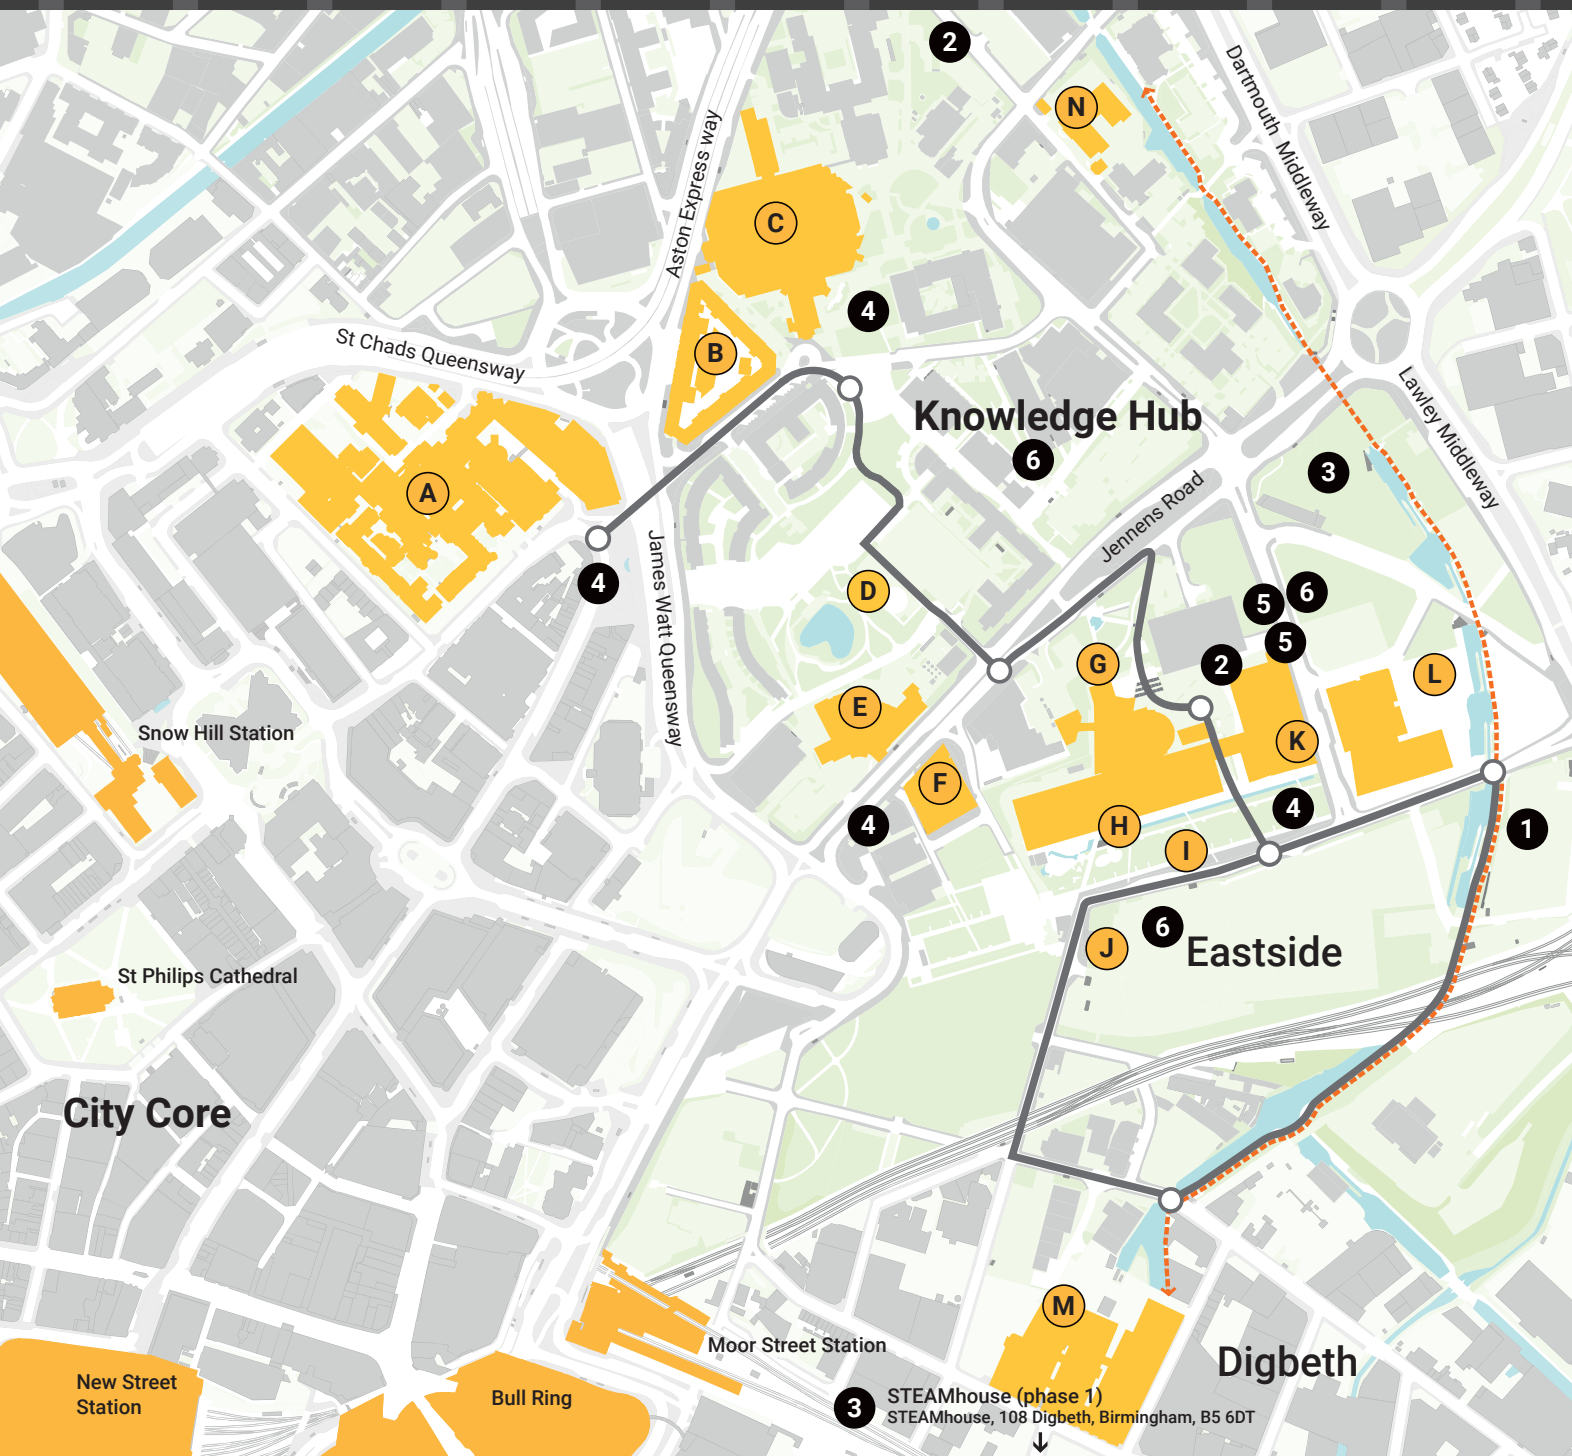 2
N
Dartmouth Middleway
Aston Express way
C
4
St Chads Queensway
B
Lawley Middleway
Knowledge Hub
6
3
A
Jennens Road
4
James Watt Queensway
D
5
6
5
2
G
L
E
Snow Hill Station
K
F
4
H
4
1
I
6
J
Eastside
St Philips Cathedral
City Core
M
Moor Street Station
Digbeth
New Street
Station
Bull Ring
3
STEAMhouse (phase 1)
STEAMhouse, 108 Digbeth, Birmingham, B5 6DT